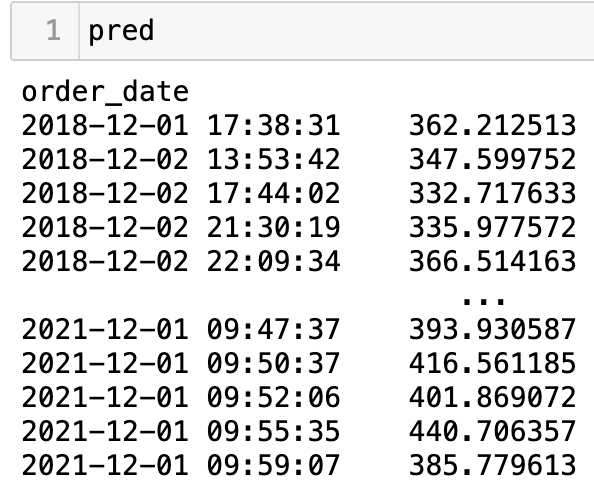 1 pred
order_date
2018-12-01 17:38:31 362.212513
2018-12-02 13:53:42 347.599752
2018-12-02 17:44:02 332.717633
2018-12-02 21:30:19 335.977572
2018-12-02 22:09:34 366.514163
...
2021-12-01 09:47:37 393.930587
2021-12-01 09:50:37 416.561185
2021-12-01 09:52:06 401.869072
2021-12-01 09:55:35 440.706357
2021-12-01 09:59:07 385.779613